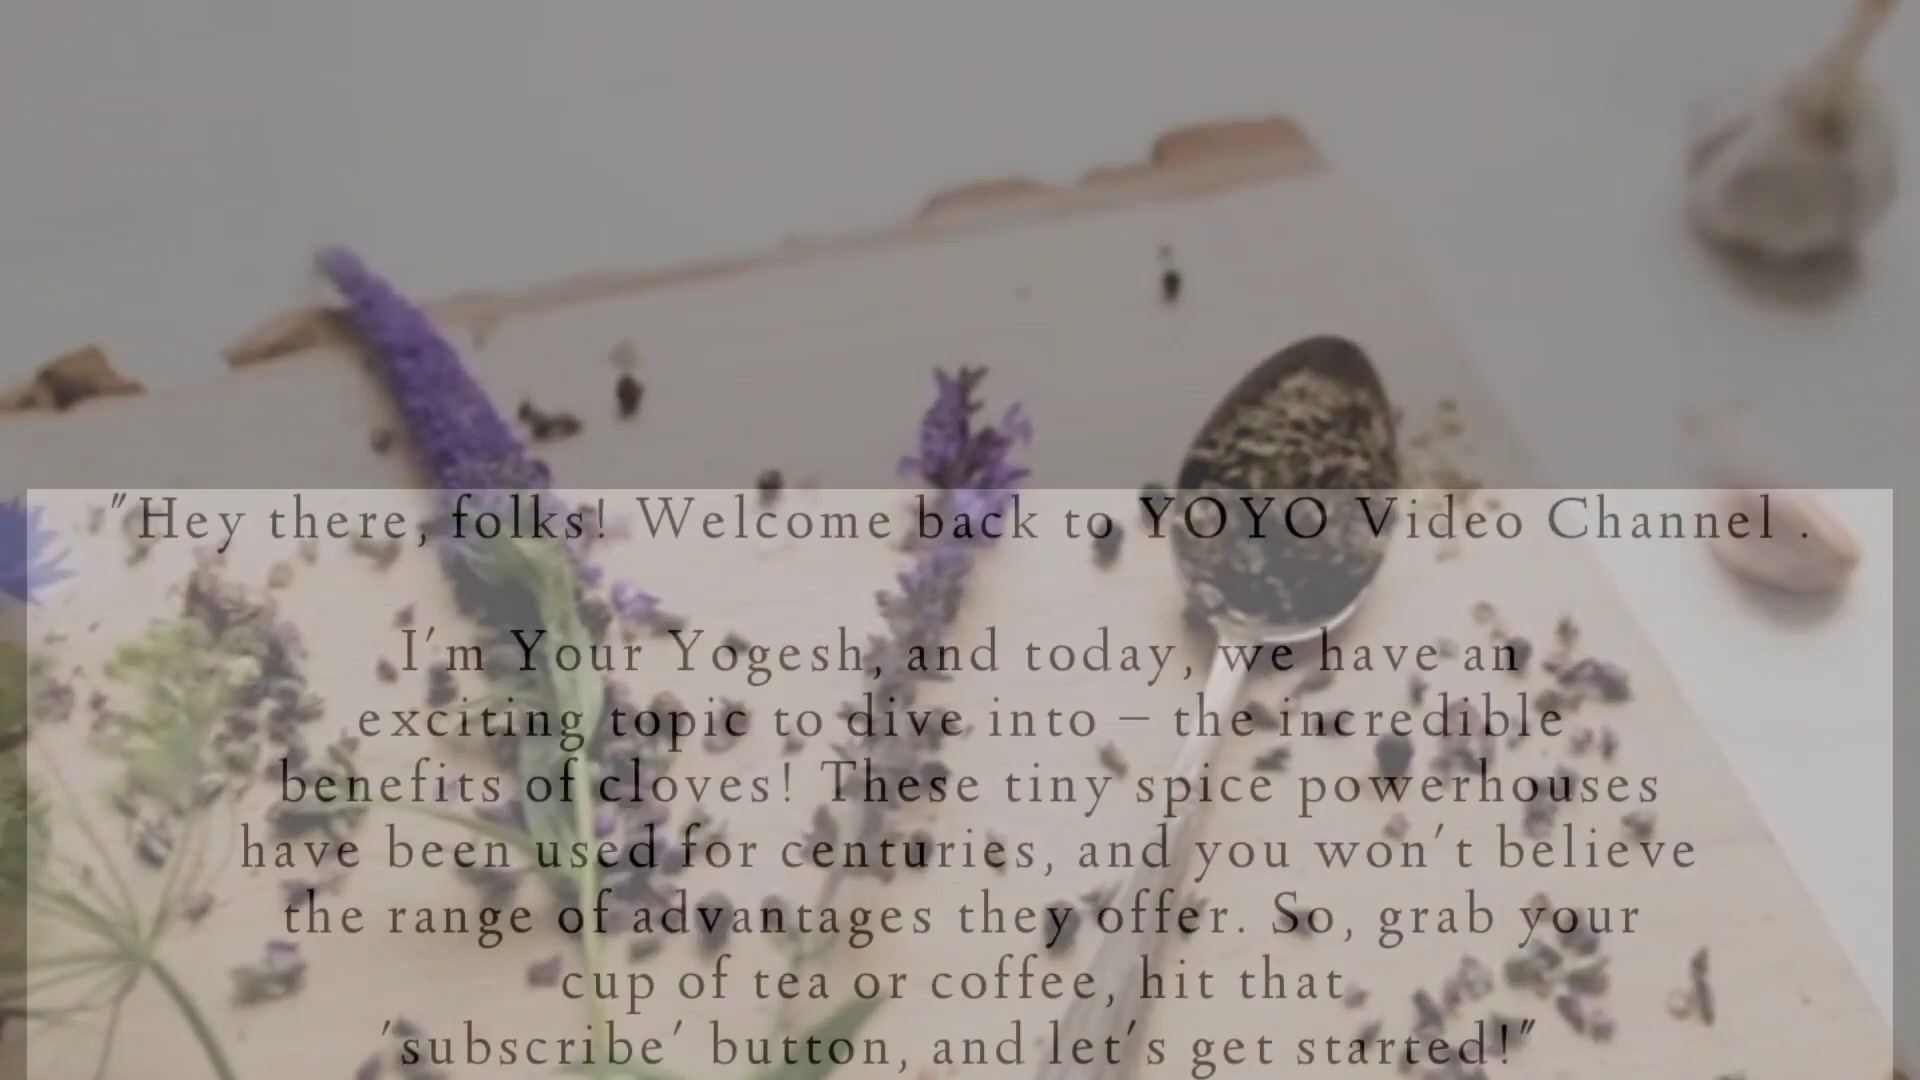 "Hey there, folks! Welcome back to YOYO Video Channel .
I'm Your Yogesh, and today, we have an
exciting topic to dive into – the incredible
benefits of cloves! These tiny spice powerhouses
have been used for centuries, and you won't believe
the range of advantages they offer. So, grab your
cup of tea or coffee, hit that
'subscribe' button, and let's get started!"